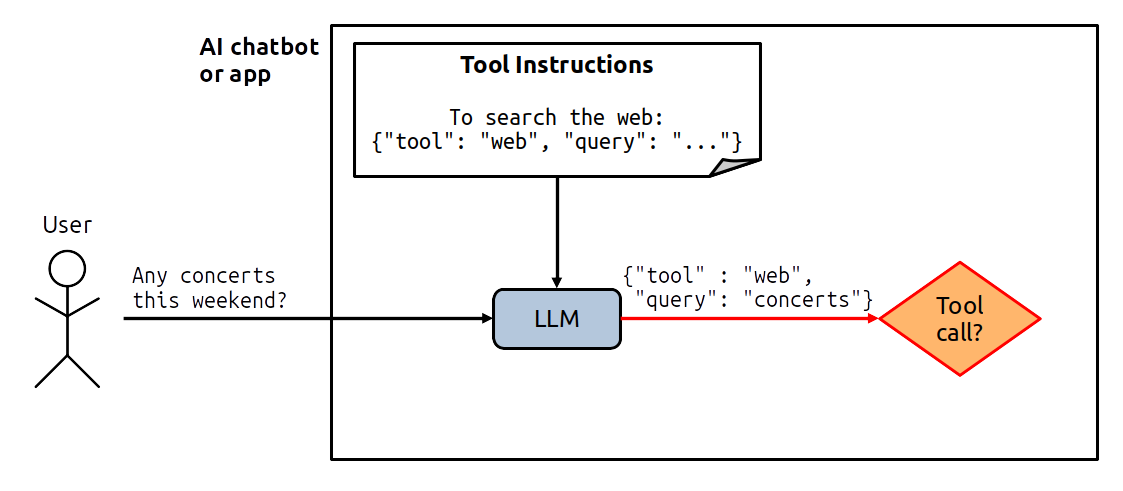 AI chatbot
or app
Tool Instructions
To search the web:
{"tool": "web", "query": "..."}
User
Any concerts
this weekend?
LLM
{"tool" : "web",
"query": "concerts"}
Tool
call?